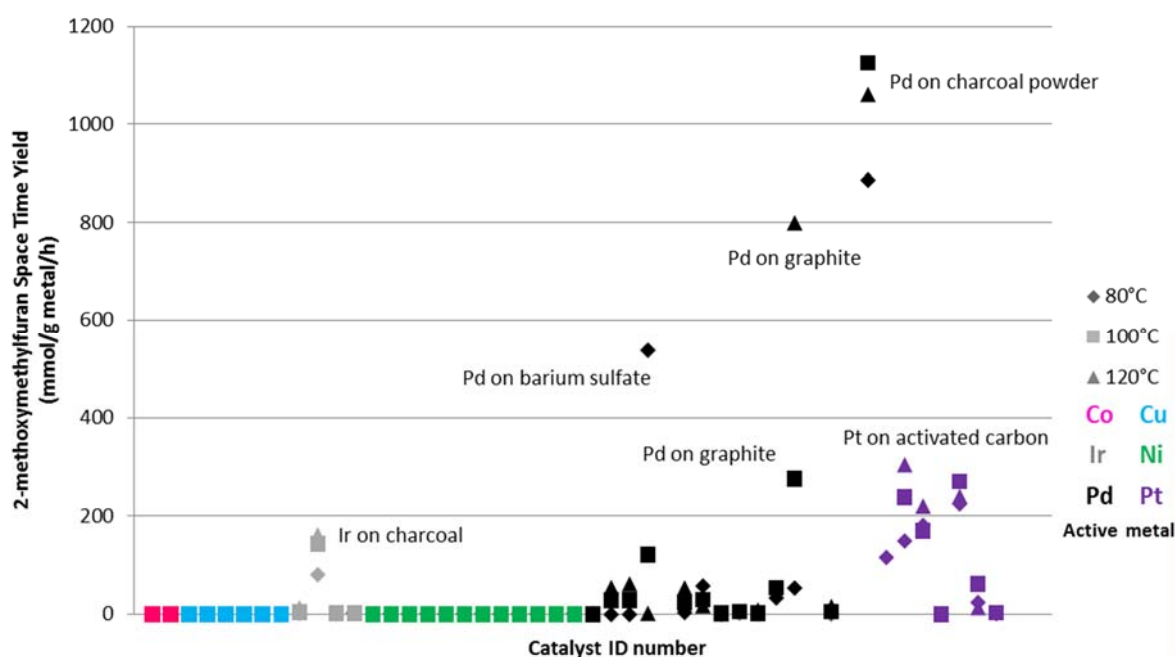 2-methoxymethylfuran Space Time Yield
(mmol/g metal/h)
1200
1000
800
600
400
200
0
Pd on charcoal powder
Pd on graphite
Pd on barium sulfate
Pd on graphite
Pt on activated carbon
Ir on charcoal
80°C
100°C
120°C
Co Cu
Ir Ni
Pd Pt
Active metal
Catalyst ID number